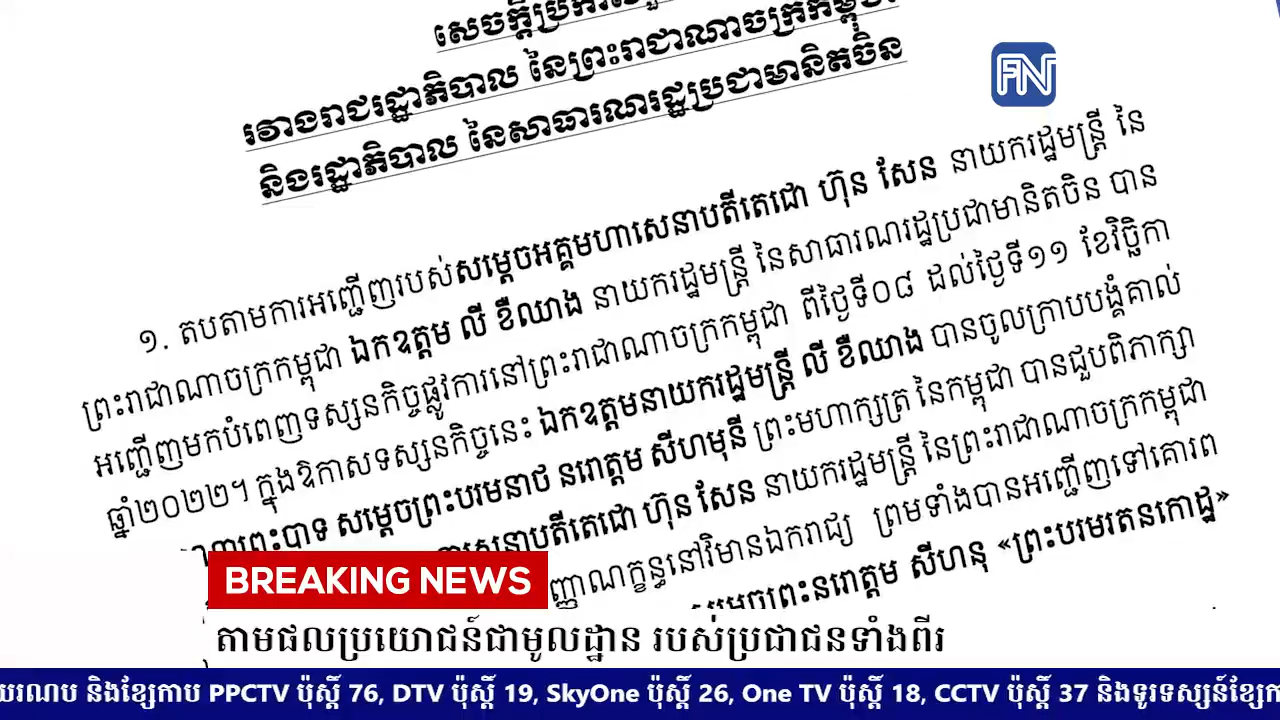 សេចក្តីប្រកាសរួម
រវាងរាជរដ្ឋាភិបាល នៃព្រះរាជាណាចក្រកម្ពុជា
និងរដ្ឋាភិបាល នៃសាធារណរដ្ឋប្រជាមានិតចិន
FN
១. តបតាមការអញ្ជើញរបស់សម្តេចអគ្គមហាសេនាបតីតេជោ ហ៊ុន សែន នាយករដ្ឋមន្ត្រី នៃ
ព្រះរាជាណាចក្រកម្ពុជា ឯកឧត្តម លី ខឺឈាង នាយករដ្ឋមន្ត្រី នៃសាធារណរដ្ឋប្រជាមានិតចិន បាន
អញ្ជើញមកបំពេញទស្សនកិច្ចផ្លូវការនៅព្រះរាជាណាចក្រកម្ពុជា ពីថ្ងៃទី០៨ ដល់ថ្ងៃទី១១ ខែវិច្ឆិកា
ឆ្នាំ២០២២។ ក្នុងឱកាសទស្សនកិច្ចនេះ ឯកឧត្តមនាយករដ្ឋមន្ត្រី លី ខឺឈាង បានចូលក្រាបបង្គំគាល់
សម្តេចព្រះបរមនាថ នរោត្តម សីហមុនី ព្រះមហាក្សត្រ នៃកម្ពុជា បានជួបពិភាក្សា
ហ៊ុន សែន នាយករដ្ឋមន្ត្រី នៃព្រះរាជាណាចក្រកម្ពុជា
ញ្ញាណក្ខន្ធនៅវិមានឯករាជ្យ ព្រមទាំងបានអញ្ជើញទៅគោរព
នរោត្តម សីហនុ «ព្រះបរមរតនកោដ្ឋ»
BREAKING NEWS
តាមផលប្រយោជន៍ជាមូលដ្ឋាន របស់ប្រជាជនទាំងពីរ
យរណប និងខ្សែកាប PPCTV ប៉ុស្តិ៍ 76, DTV ប៉ុស្តិ៍ 19, SkyOne ប៉ុស្តិ៍ 26, One TV ប៉ុស្តិ៍ 18, CCTV ប៉ុស្តិ៍ 37 និងទូរទស្សន៍ខ្សែកា